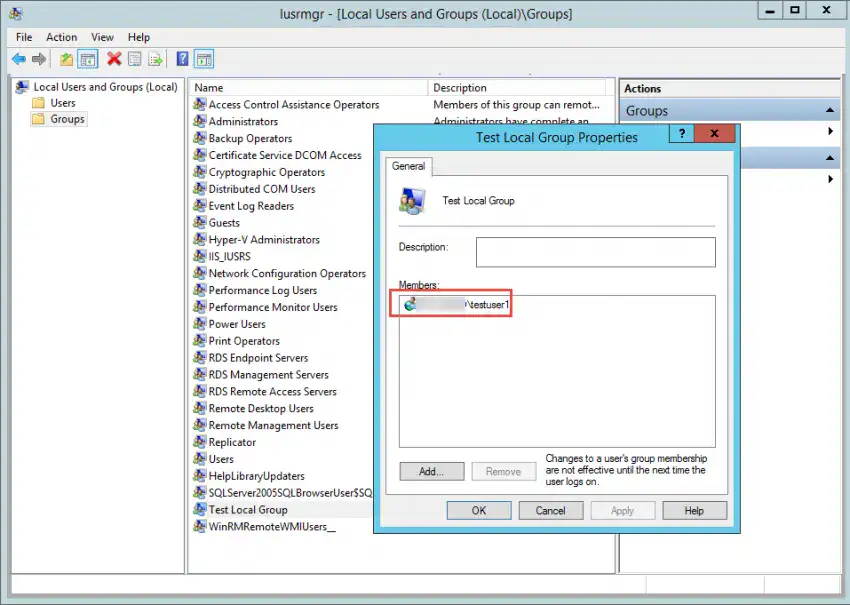 lusrmgr - [Local Users and Groups (Local)\Groups]
File Action View Help
Local Users and Groups (Local)
Users
Groups
Name Description
Access Control Assistance Operators Members of this group can remot...
Administrators Administrators have complete an
Backup Operators
Certificate Service DCOM Access
Cryptographic Operators
Distributed COM Users
Event Log Readers
Guests
Hyper-V Administrators
IIS_IUSRS
Network Configuration Operators
Performance Log Users
Performance Monitor Users
Power Users
Print Operators
RDS Endpoint Servers
RDS Management Servers
RDS Remote Access Servers
Remote Desktop Users
Remote Management Users
Replicator
Users
HelpLibraryUpdaters
SQLServer2005SQLBrowserUser$SQ
Test Local Group
WinRMRemoteWMIUsers__
Actions
Groups
Test Local Group Properties
?
General
Test Local Group
Description:
Members:
\testuser1
Add... Remove
Changes to a user's group membership
are not effective until the next time the
user logs on.
OK Cancel Apply Help